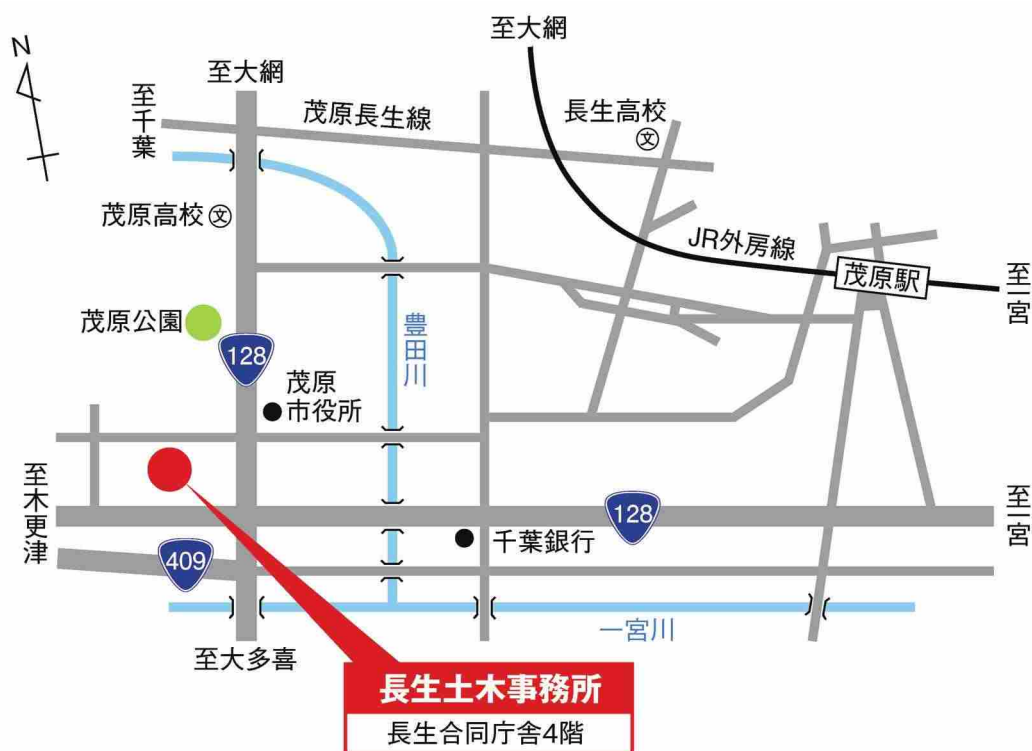 N
至大網
至大網
至千葉
茂原長生線
長生高校
文
茂原高校
文
JR外房線
茂原駅
至一宮
茂原公園
豊田川
128
茂原
市役所
至木更津
128
至一宮
409
千葉銀行
一宮川
至大多喜
長生土木事務所
長生合同庁舎4階